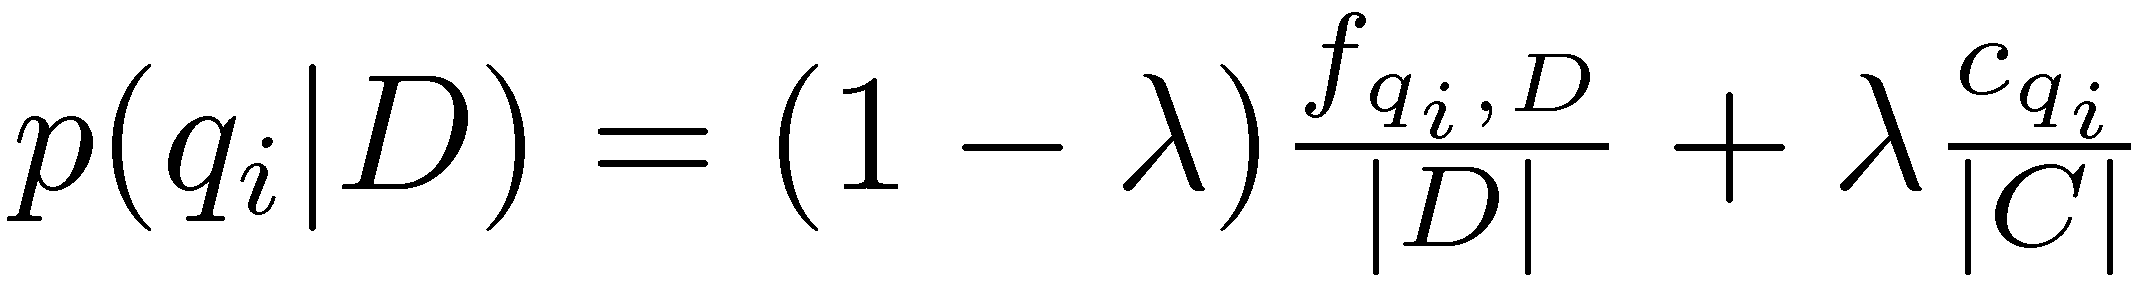 p(q_i|D) = (1 − λ) \frac{f_{q_i,D}}{|D|} + λ \frac{c_{q_i}}{|C|}